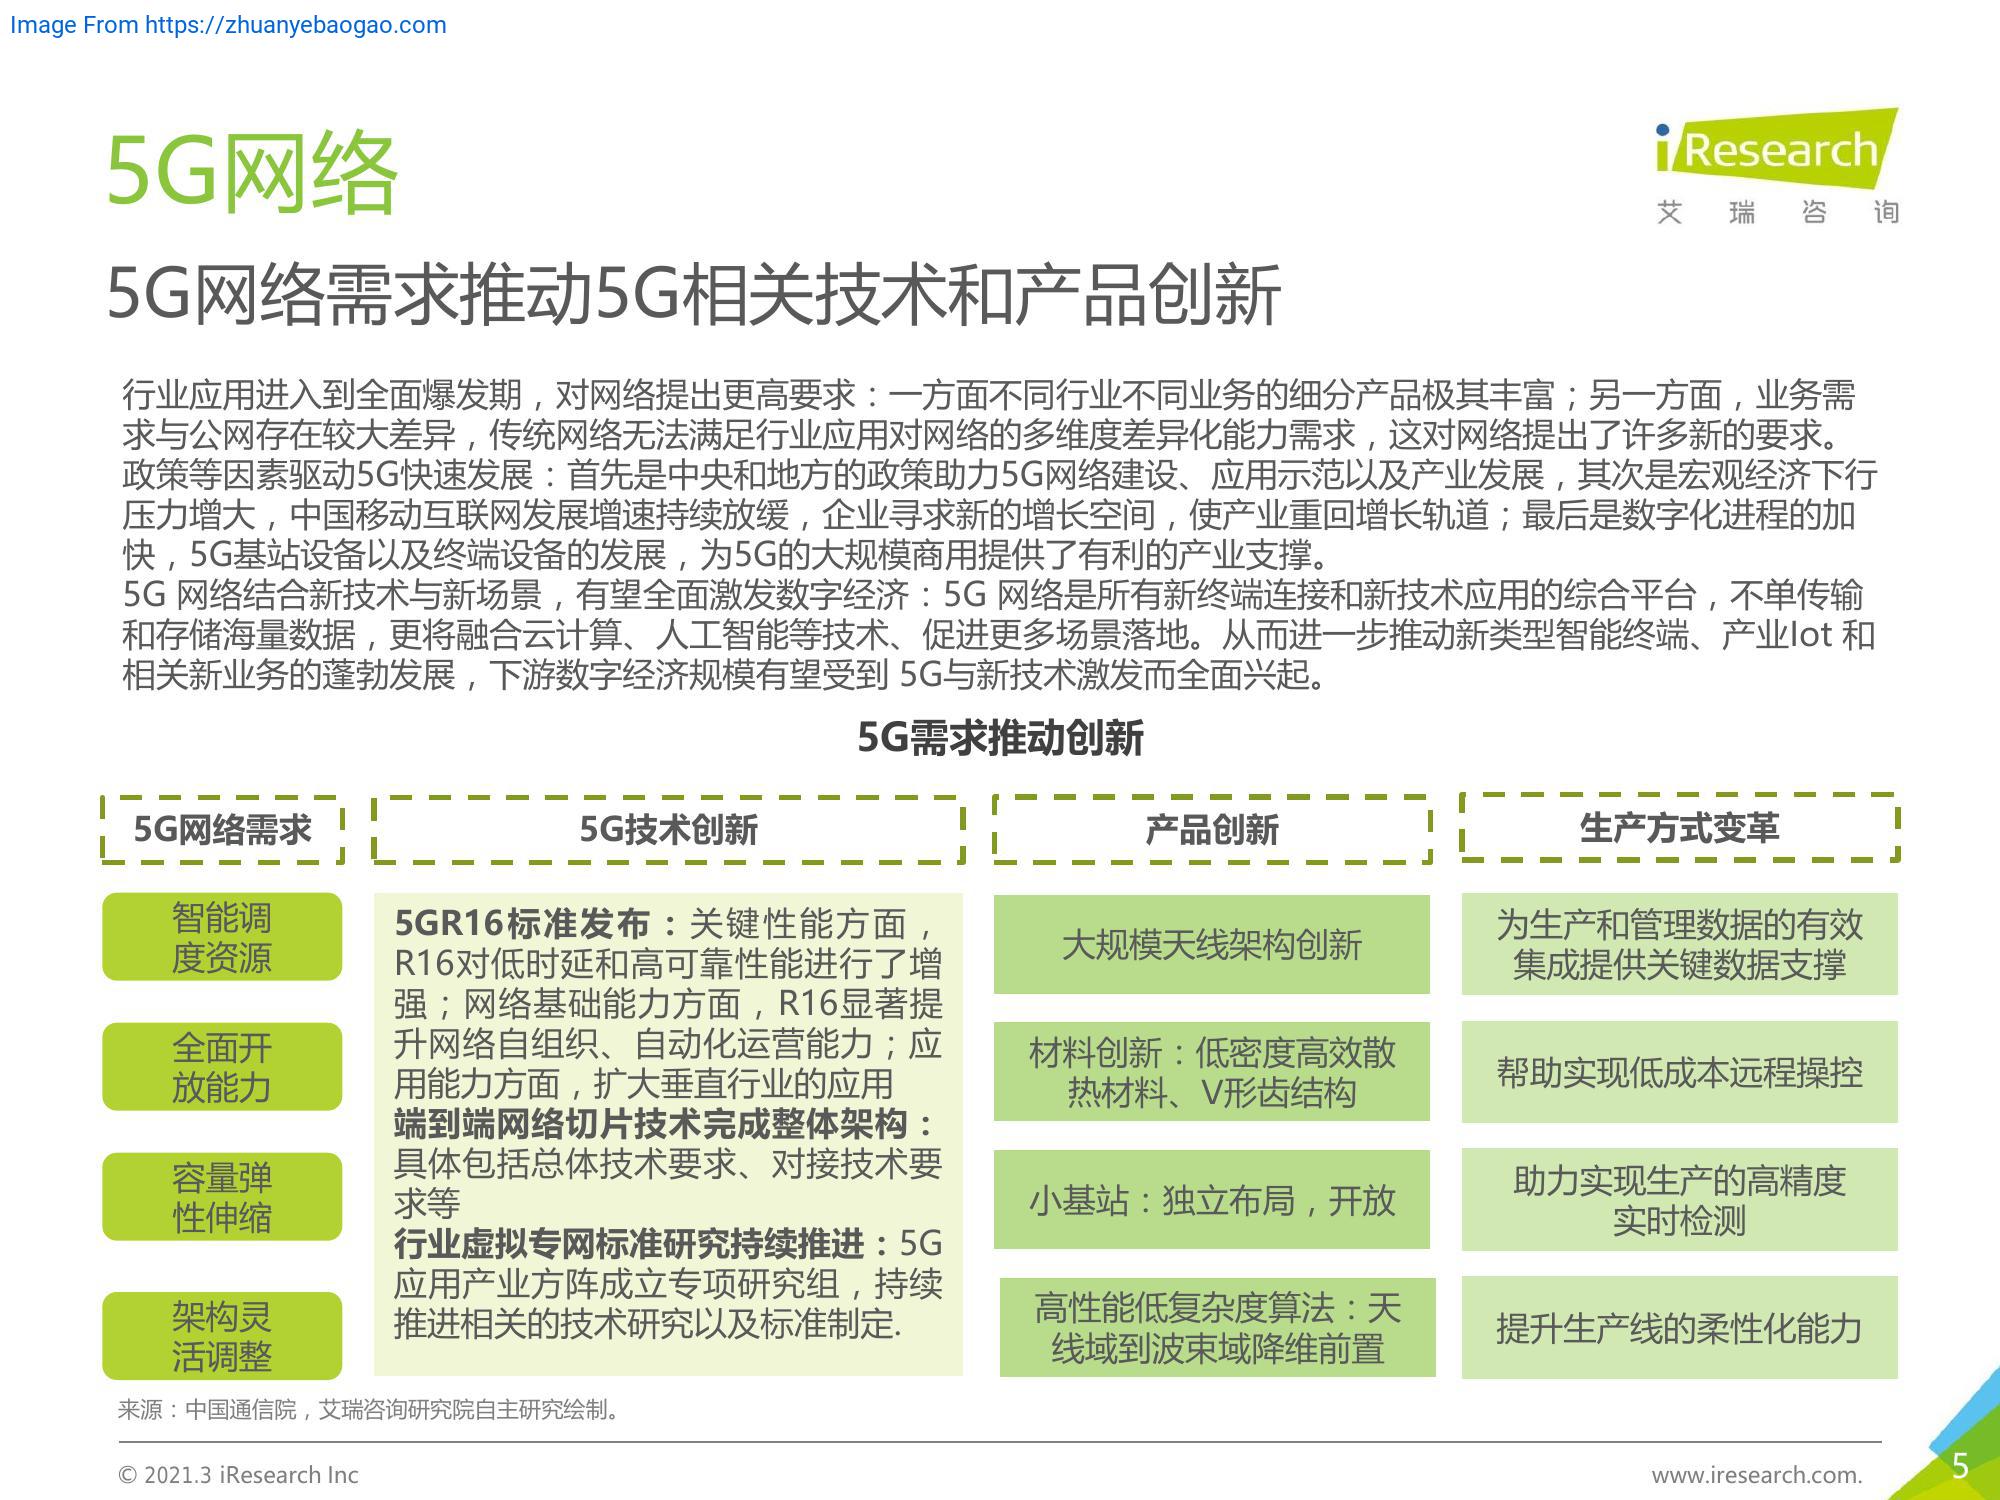 Image From https://zhuanyebaogao.com
5G网络
iResearch
艾瑞咨询
5G网络需求推动5G相关技术和产品创新
行业应用进入到全面爆发期，对网络提出更高要求：一方面不同行业不同业务的细分产品极其丰富；另一方面，业务需
求与公网存在较大差异，传统网络无法满足行业应用对网络的多维度差异化能力需求，这对网络提出了许多新的要求。
政策等因素驱动5G快速发展：首先是中央和地方的政策助力5G网络建设、应用示范以及产业发展，其次是宏观经济下行
压力增大，中国移动互联网发展增速持续放缓，企业寻求新的增长空间，使产业重回增长轨道；最后是数字化进程的加
快，5G基站设备以及终端设备的发展，为5G的大规模商用提供了有利的产业支撑。
5G 网络结合新技术与新场景，有望全面激发数字经济：5G 网络是所有新终端连接和新技术应用的综合平台，不单传输
和存储海量数据，更将融合云计算、人工智能等技术、促进更多场景落地。从而进一步推动新类型智能终端、产业Iot 和
相关新业务的蓬勃发展，下游数字经济规模有望受到 5G与新技术激发而全面兴起。
5G需求推动创新
5G网络需求
智能调
度资源
全面开
放能力
容量弹
性伸缩
架构灵
活调整
5G技术创新
5GR16标准发布：关键性能方面，
R16对低时延和高可靠性能进行了增
强；网络基础能力方面，R16显著提
升网络自组织、自动化运营能力；应
用能力方面，扩大垂直行业的应用
端到端网络切片技术完成整体架构：
具体包括总体技术要求、对接技术要
求等
行业虚拟专网标准研究持续推进：5G
应用产业方阵成立专项研究组，持续
推进相关的技术研究以及标准制定.
产品创新
大规模天线架构创新
材料创新：低密度高效散
热材料、V形齿结构
小基站：独立布局，开放
高性能低复杂度算法：天
线域到波束域降维前置
生产方式变革
为生产和管理数据的有效
集成提供关键数据支撑
帮助实现低成本远程操控
助力实现生产的高精度
实时检测
提升生产线的柔性化能力
来源：中国通信院，艾瑞咨询研究院自主研究绘制。
© 2021.3 iResearch Inc
www.iresearch.com.
5